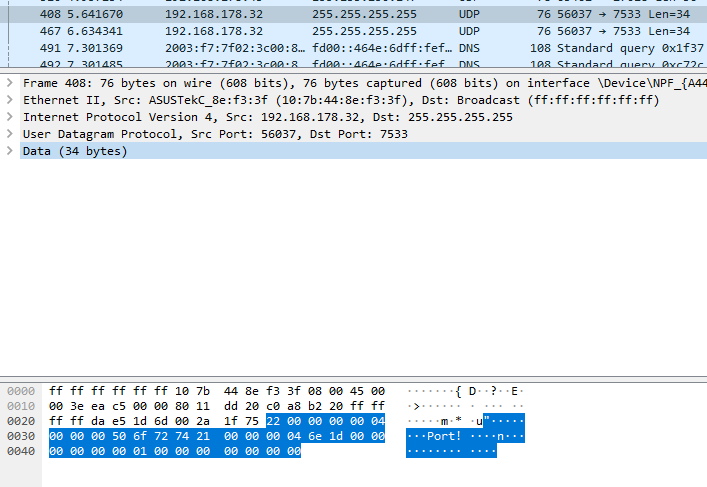 408 5.641670 192.168.178.32 255.255.255.255 UDP 76 56037 → 7533 Len=34
467 6.634341 192.168.178.32 255.255.255.255 UDP 76 56037 → 7533 Len=34
491 7.301369 2003:f7:7f02:3c00:8… fd00::464e:6dff:fef… DNS 108 Standard query 0x1f37
492 7.301485 2003:f7:7f02:3c00:8… fd00::464e:6dff:fef… DNS 108 Standard query 0xc72c
Frame 408: 76 bytes on wire (608 bits), 76 bytes captured (608 bits) on interface \Device\NPF_{A44
Ethernet II, Src: ASUSTekC_8e:f3:3f (10:7b:44:8e:f3:3f), Dst: Broadcast (ff:ff:ff:ff:ff:ff)
Internet Protocol Version 4, Src: 192.168.178.32, Dst: 255.255.255.255
User Datagram Protocol, Src Port: 56037, Dst Port: 7533
Data (34 bytes)
0000 ff ff ff ff ff ff 10 7b 44 8e f3 3f 08 00 45 00 ·······{ D··?··E·
0010 00 3e ea c5 00 00 80 11 dd 20 c0 a8 b2 20 ff ff ·>······ · ··· ··
0020 ff ff da e5 1d 6d 00 2a 1f 75 22 00 00 00 00 04 ·····m·* ·u"·····
0030 00 00 00 50 6f 72 74 21 00 00 00 04 6e 1d 00 00 ···Port! ····n···
0040 00 00 00 00 01 00 00 00 00 00 00 00 ········ ····